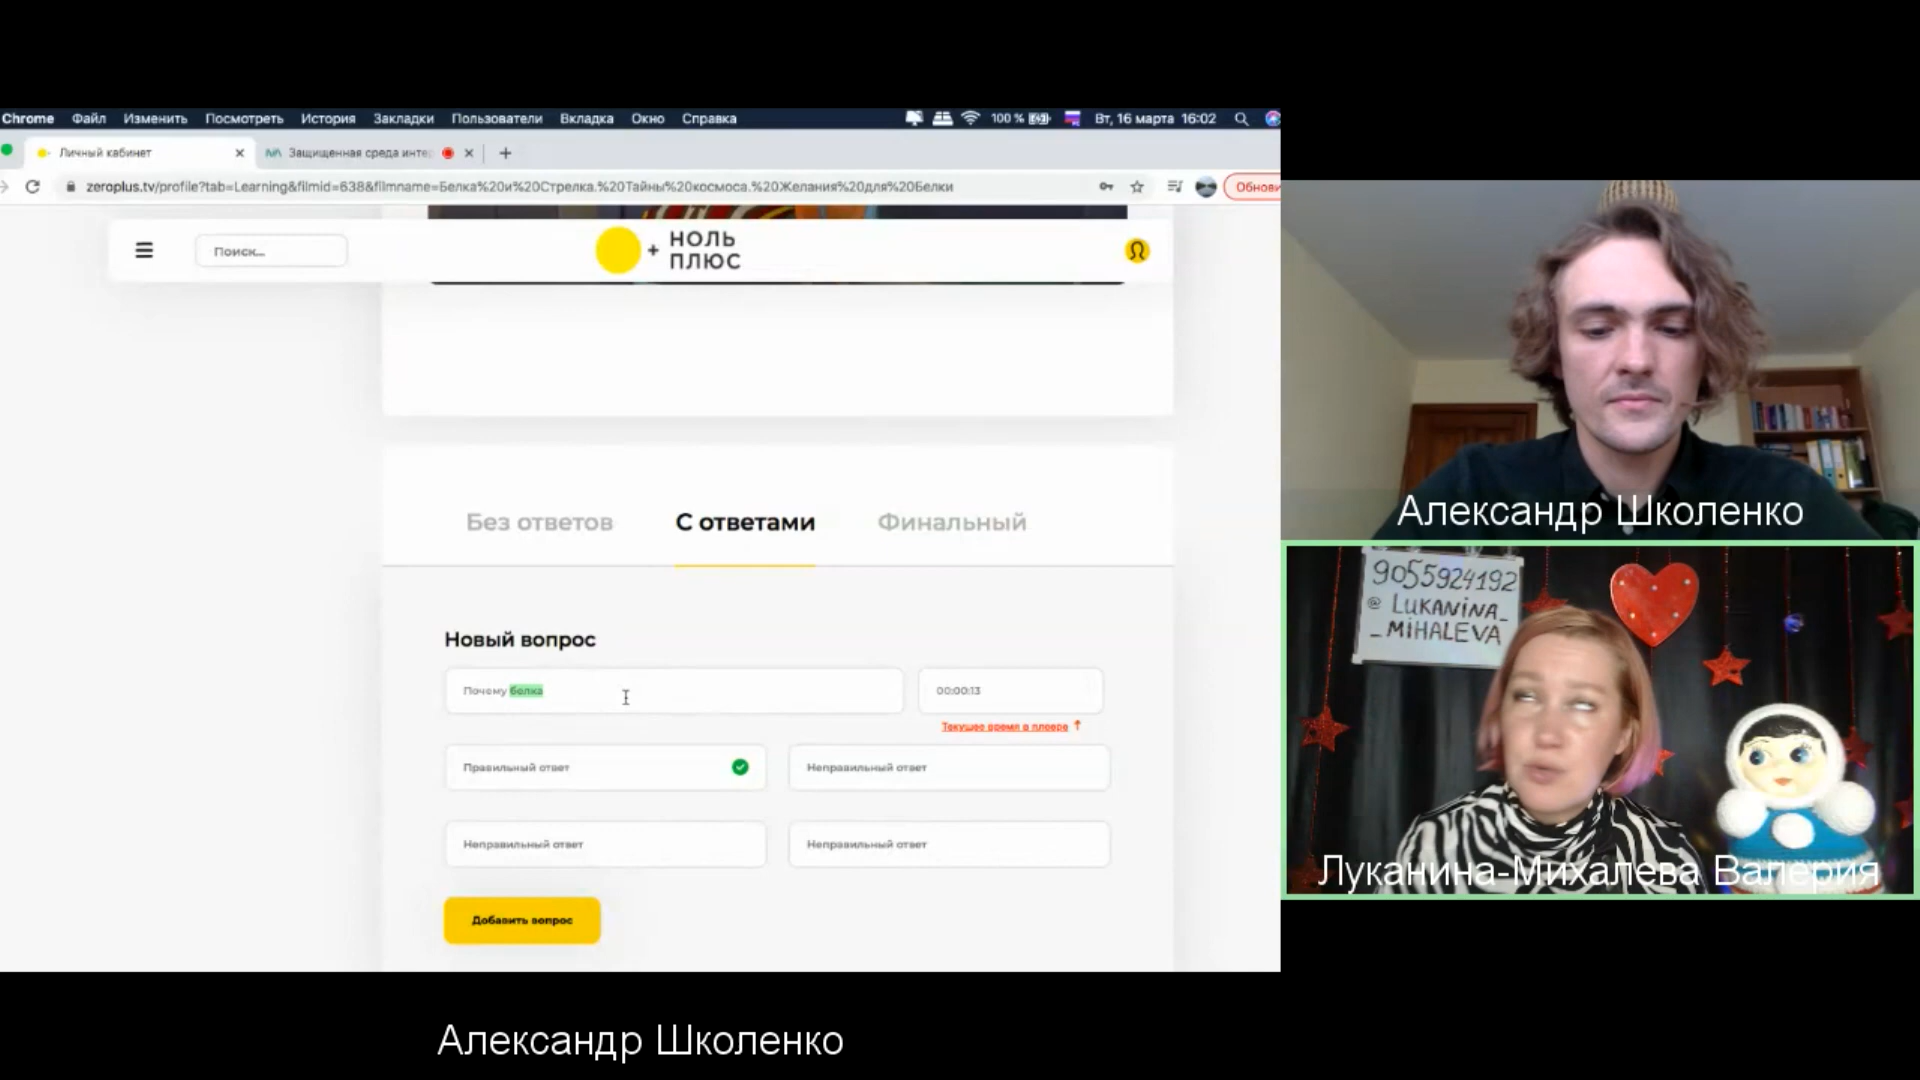 Chrome Файл Изменить Посмотреть История Закладки Пользователи Вкладка Окно Справка 100 % Вт, 16 марта 16:02
Личный кабинет Защищенная среда инте
zeroplus.tv/profile?tab=Learning&filmid=638&filmname=Белка%20и%20Стрелка.%20Тайны%20космоса.%20Желания%20для%20Белки Обнови
Поиск...
+ НОЛЬ
ПЛЮС
Без ответов С ответами Финальный
Новый вопрос
Почему белка 00:00:13
Текущее время в плеере ↑
Правильный ответ Неправильный ответ
Неправильный ответ Неправильный ответ
Добавить вопрос
Александр Школенко
9055924192
@ LUKANINA_
_MIHALEVA
Луканина-Михалева Валерия
Александр Школенко